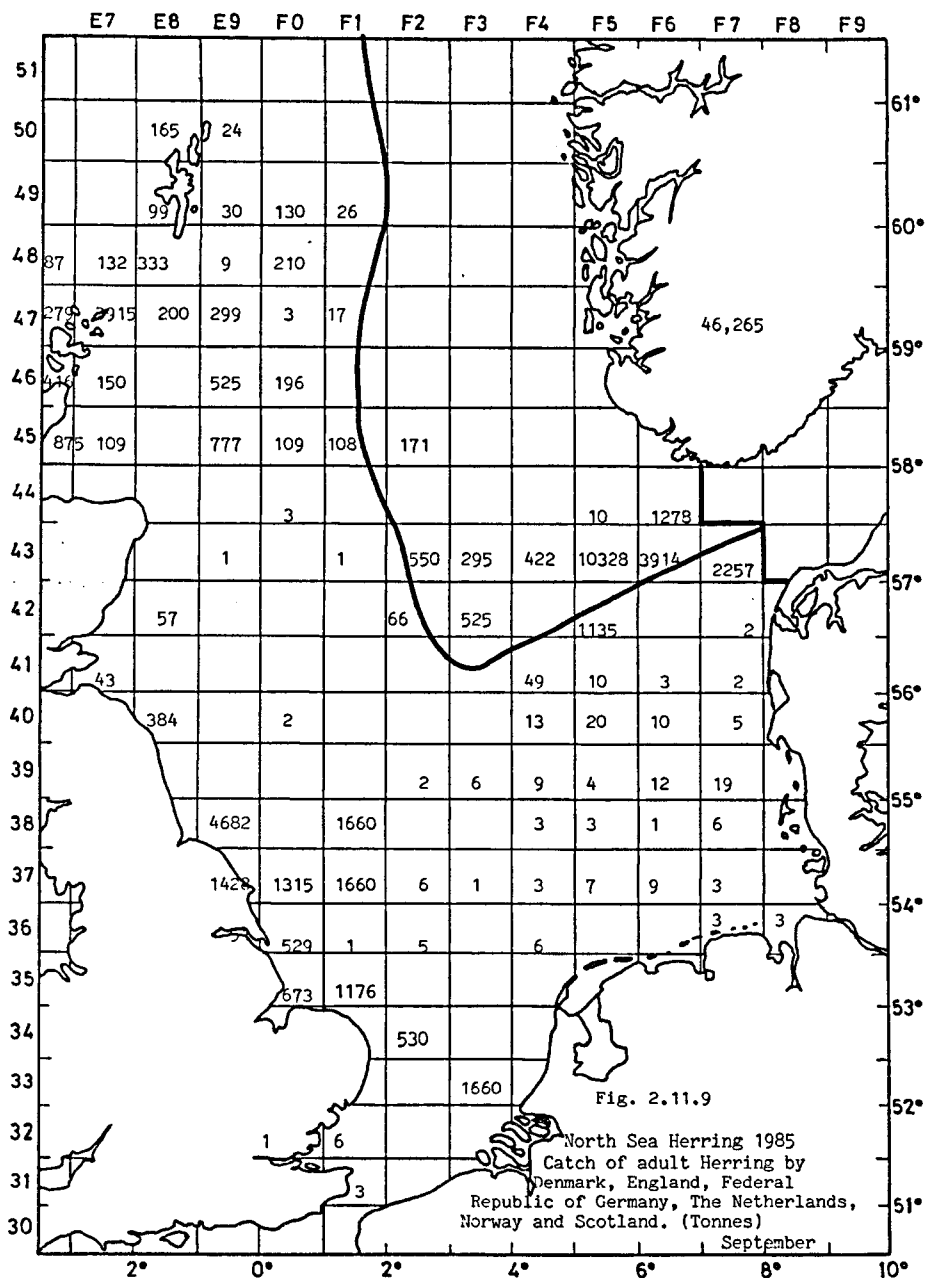 E7 E8 E9 F0 F1 F2 F3 F4 F5 F6 F7 F8 F9
51
61°
50 165 24
49
99 30 130 26
60°
48 87 132 333 9 210
47 279 3915 200 299 3 17
46,265
59°
46 416 150 525 196
45 875 109 777 109 108 171
58°
44
3 10 1278
43 1 1 550 295 422 10328 3914 2257
57°
42 57 66 525
1135 2
41
43 49 10 3 2
56°
40 384 2 13 20 10 5
39 2 6 9 4 12 19
55°
38 4682 1660 3 3 1 6
37 1428 1315 1660 6 1 3 7 9 3
54°
36 3 3
529 1 5 6
35
673 1176
53°
34 530
33 1660
Fig. 2.11.9
52°
32 1 6
North Sea Herring 1985
31 Catch of adult Herring by
3 Denmark, England, Federal
Republic of Germany, The Netherlands,
51°
30 Norway and Scotland. (Tonnes)
September
2° 0° 2° 4° 6° 8° 10°